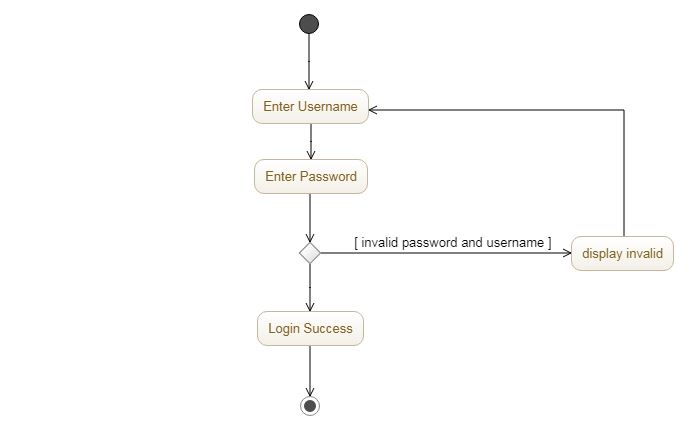 Enter Username
Enter Password
[ invalid password and username ]
display invalid
Login Success